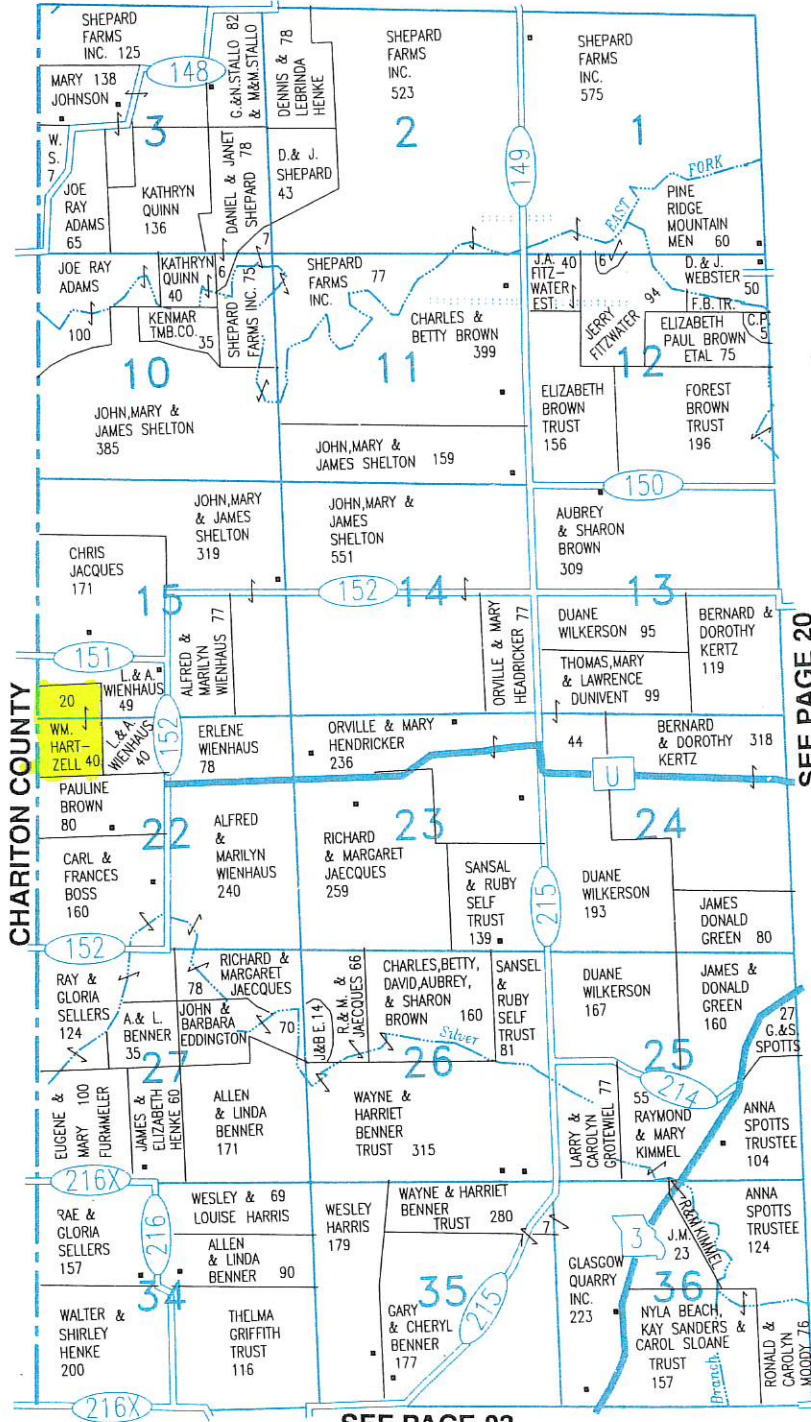 SHEPARD
FARMS
INC. 125
MARY 138
JOHNSON
148
G.&N.STALLO 82
& M&M.STALLO
DENNIS & 78
LEBRINDA
HENKE
SHEPARD
FARMS
INC.
523
SHEPARD
FARMS
INC.
575
3
2
1
W.
S.
7
JOE
RAY
ADAMS
65
KATHRYN
QUINN
136
DANIEL & JANET
SHEPARD 78
D.& J.
SHEPARD
43
149
EAST
FORK
PINE
RIDGE
MOUNTAIN
MEN 60
JOE RAY
ADAMS
100
KATHRYN
QUINN
40
6
7
SHEPARD
FARMS INC. 75
KENMAR
TMB.CO.
35
SHEPARD
FARMS
INC.
77
CHARLES &
BETTY BROWN
399
J.A. 40
FITZ-
WATER
EST.
6
JERRY
FITZWATER 94
D.& J.
WEBSTER
50
F.B. TR.
ELIZABETH
PAUL BROWN
ETAL 75
C.P.
5
10
11
12
JOHN,MARY &
JAMES SHELTON
385
JOHN,MARY &
JAMES SHELTON 159
ELIZABETH
BROWN
TRUST
156
FOREST
BROWN
TRUST
196
150
JOHN,MARY
& JAMES
SHELTON
319
JOHN,MARY &
JAMES
SHELTON
551
AUBREY
& SHARON
BROWN
309
CHRIS
JACQUES
171
15
152
14
13
151
ALFRED &
MARILYN
WIENHAUS 77
ORVILLE & MARY
HEADRICKER 77
DUANE
WILKERSON 95
THOMAS,MARY
& LAWRENCE
DUNIVENT 99
BERNARD &
DOROTHY
KERTZ
119
CHARITON COUNTY
SEE PAGE 20
20
L.& A.
WIENHAUS
49
WM.
HART-
ZELL 40
L.& A.
WIENHAUS
40
152
ERLENE
WIENHAUS
78
ORVILLE & MARY
HENDRICKER
236
44
BERNARD
& DOROTHY 318
KERTZ
U
PAULINE
BROWN
80
22
23
24
CARL &
FRANCES
BOSS
160
ALFRED
&
MARILYN
WIENHAUS
240
RICHARD
& MARGARET
JAECQUES
259
SANSAL
& RUBY
SELF
TRUST
139
215
DUANE
WILKERSON
193
JAMES
DONALD
GREEN 80
152
RAY &
GLORIA
SELLERS
124
78
RICHARD &
MARGARET
JAECQUES
A.& L.
BENNER
35
JOHN &
BARBARA
EDDINGTON
70
J&B E.14
R.& M.
JAECQUES 66
CHARLES,BETTY,
DAVID,AUBREY,
& SHARON
BROWN 160
SANSEL
&
RUBY
SELF
TRUST
81
Silver
DUANE
WILKERSON
167
JAMES &
DONALD
GREEN
160
27
G.&S.
SPOTTS
27
26
25
214
EUGENE &
MARY 100
FURMMELER
JAMES &
ELIZABETH
HENKE 60
ALLEN
& LINDA
BENNER
171
WAYNE &
HARRIET
BENNER
TRUST 315
LARRY &
CAROLYN
GROTEWIEL 77
55
RAYMOND
& MARY
KIMMEL
ANNA
SPOTTS
TRUSTEE
104
216X
RAE &
GLORIA
SELLERS
157
216
WESLEY & 69
LOUISE HARRIS
ALLEN
& LINDA
BENNER 90
WESLEY
HARRIS
179
WAYNE & HARRIET
BENNER
TRUST 280
7
3
J.M.
23
R&M KIMMEL
ANNA
SPOTTS
TRUSTEE
124
34
35
36
215
GLASGOW
QUARRY
INC.
223
WALTER &
SHIRLEY
HENKE
200
THELMA
GRIFFITH
TRUST
116
GARY
& CHERYL
BENNER
177
NYLA BEACH,
KAY SANDERS &
CAROL SLOANE
TRUST
157
Branch
RONALD &
CAROLYN
MOODY 76
216X